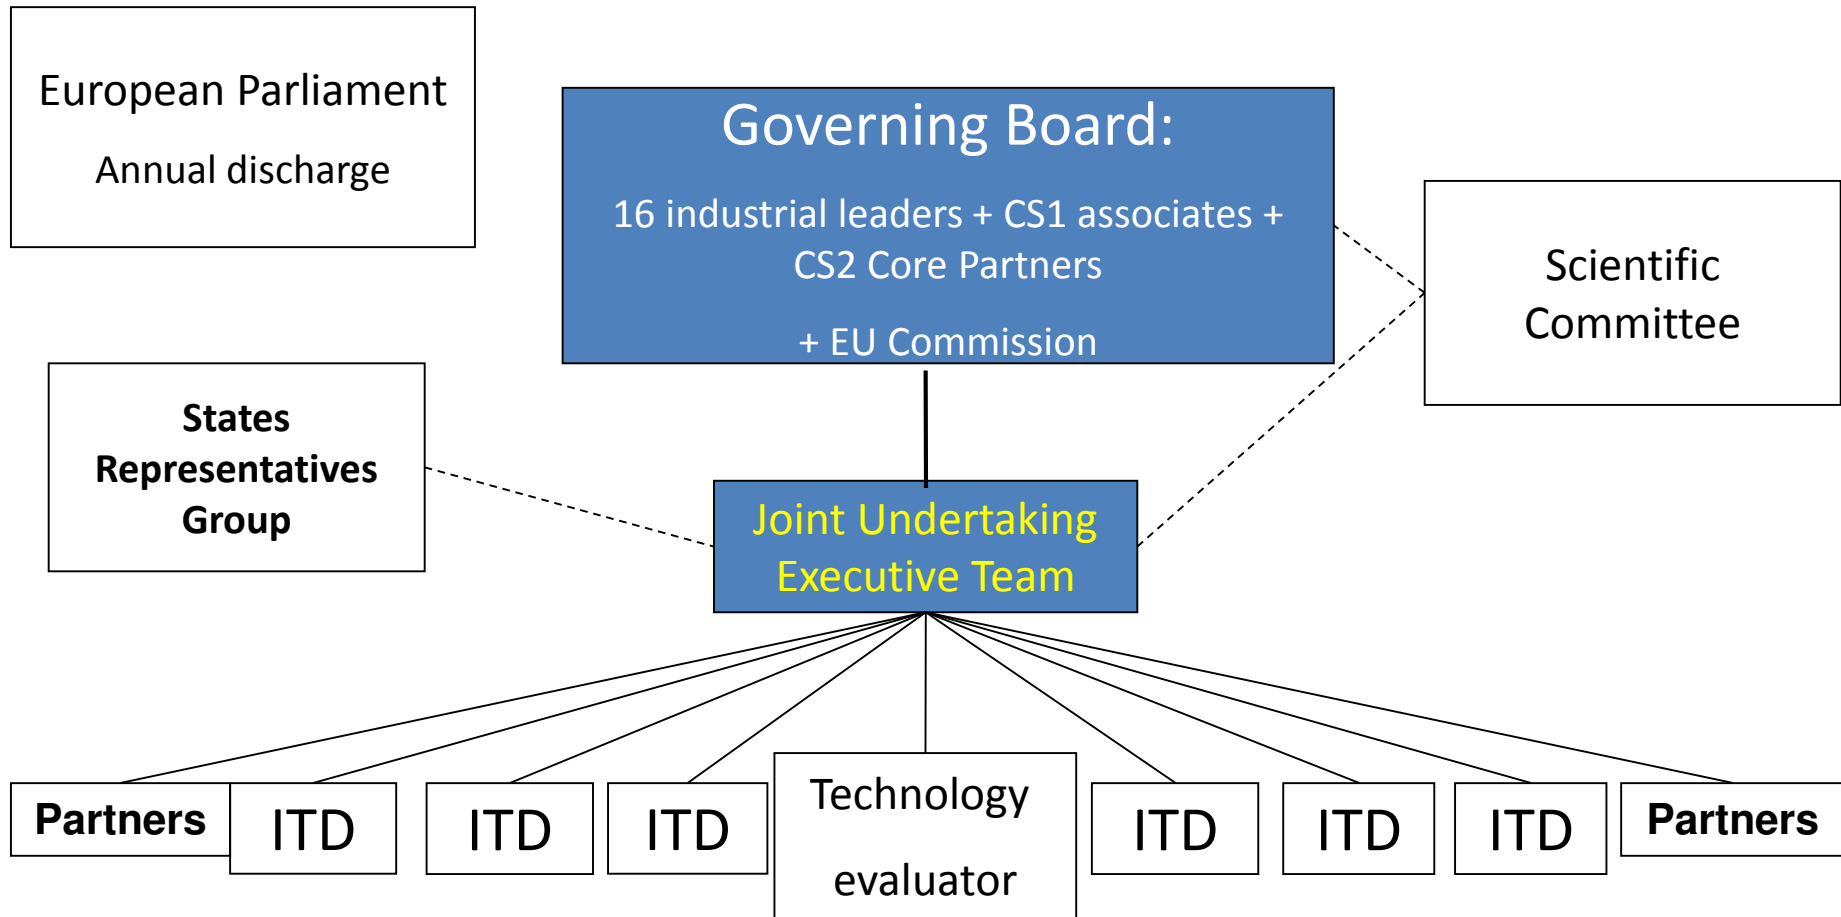 European Parliament
Annual discharge
Governing Board:
16 industrial leaders + CS1 associates +
CS2 Core Partners
+ EU Commission
Scientific
Committee
States
Representatives
Group
Joint Undertaking
Executive Team
Partners
ITD
ITD
ITD
Technology
evaluator
ITD
ITD
ITD
Partners